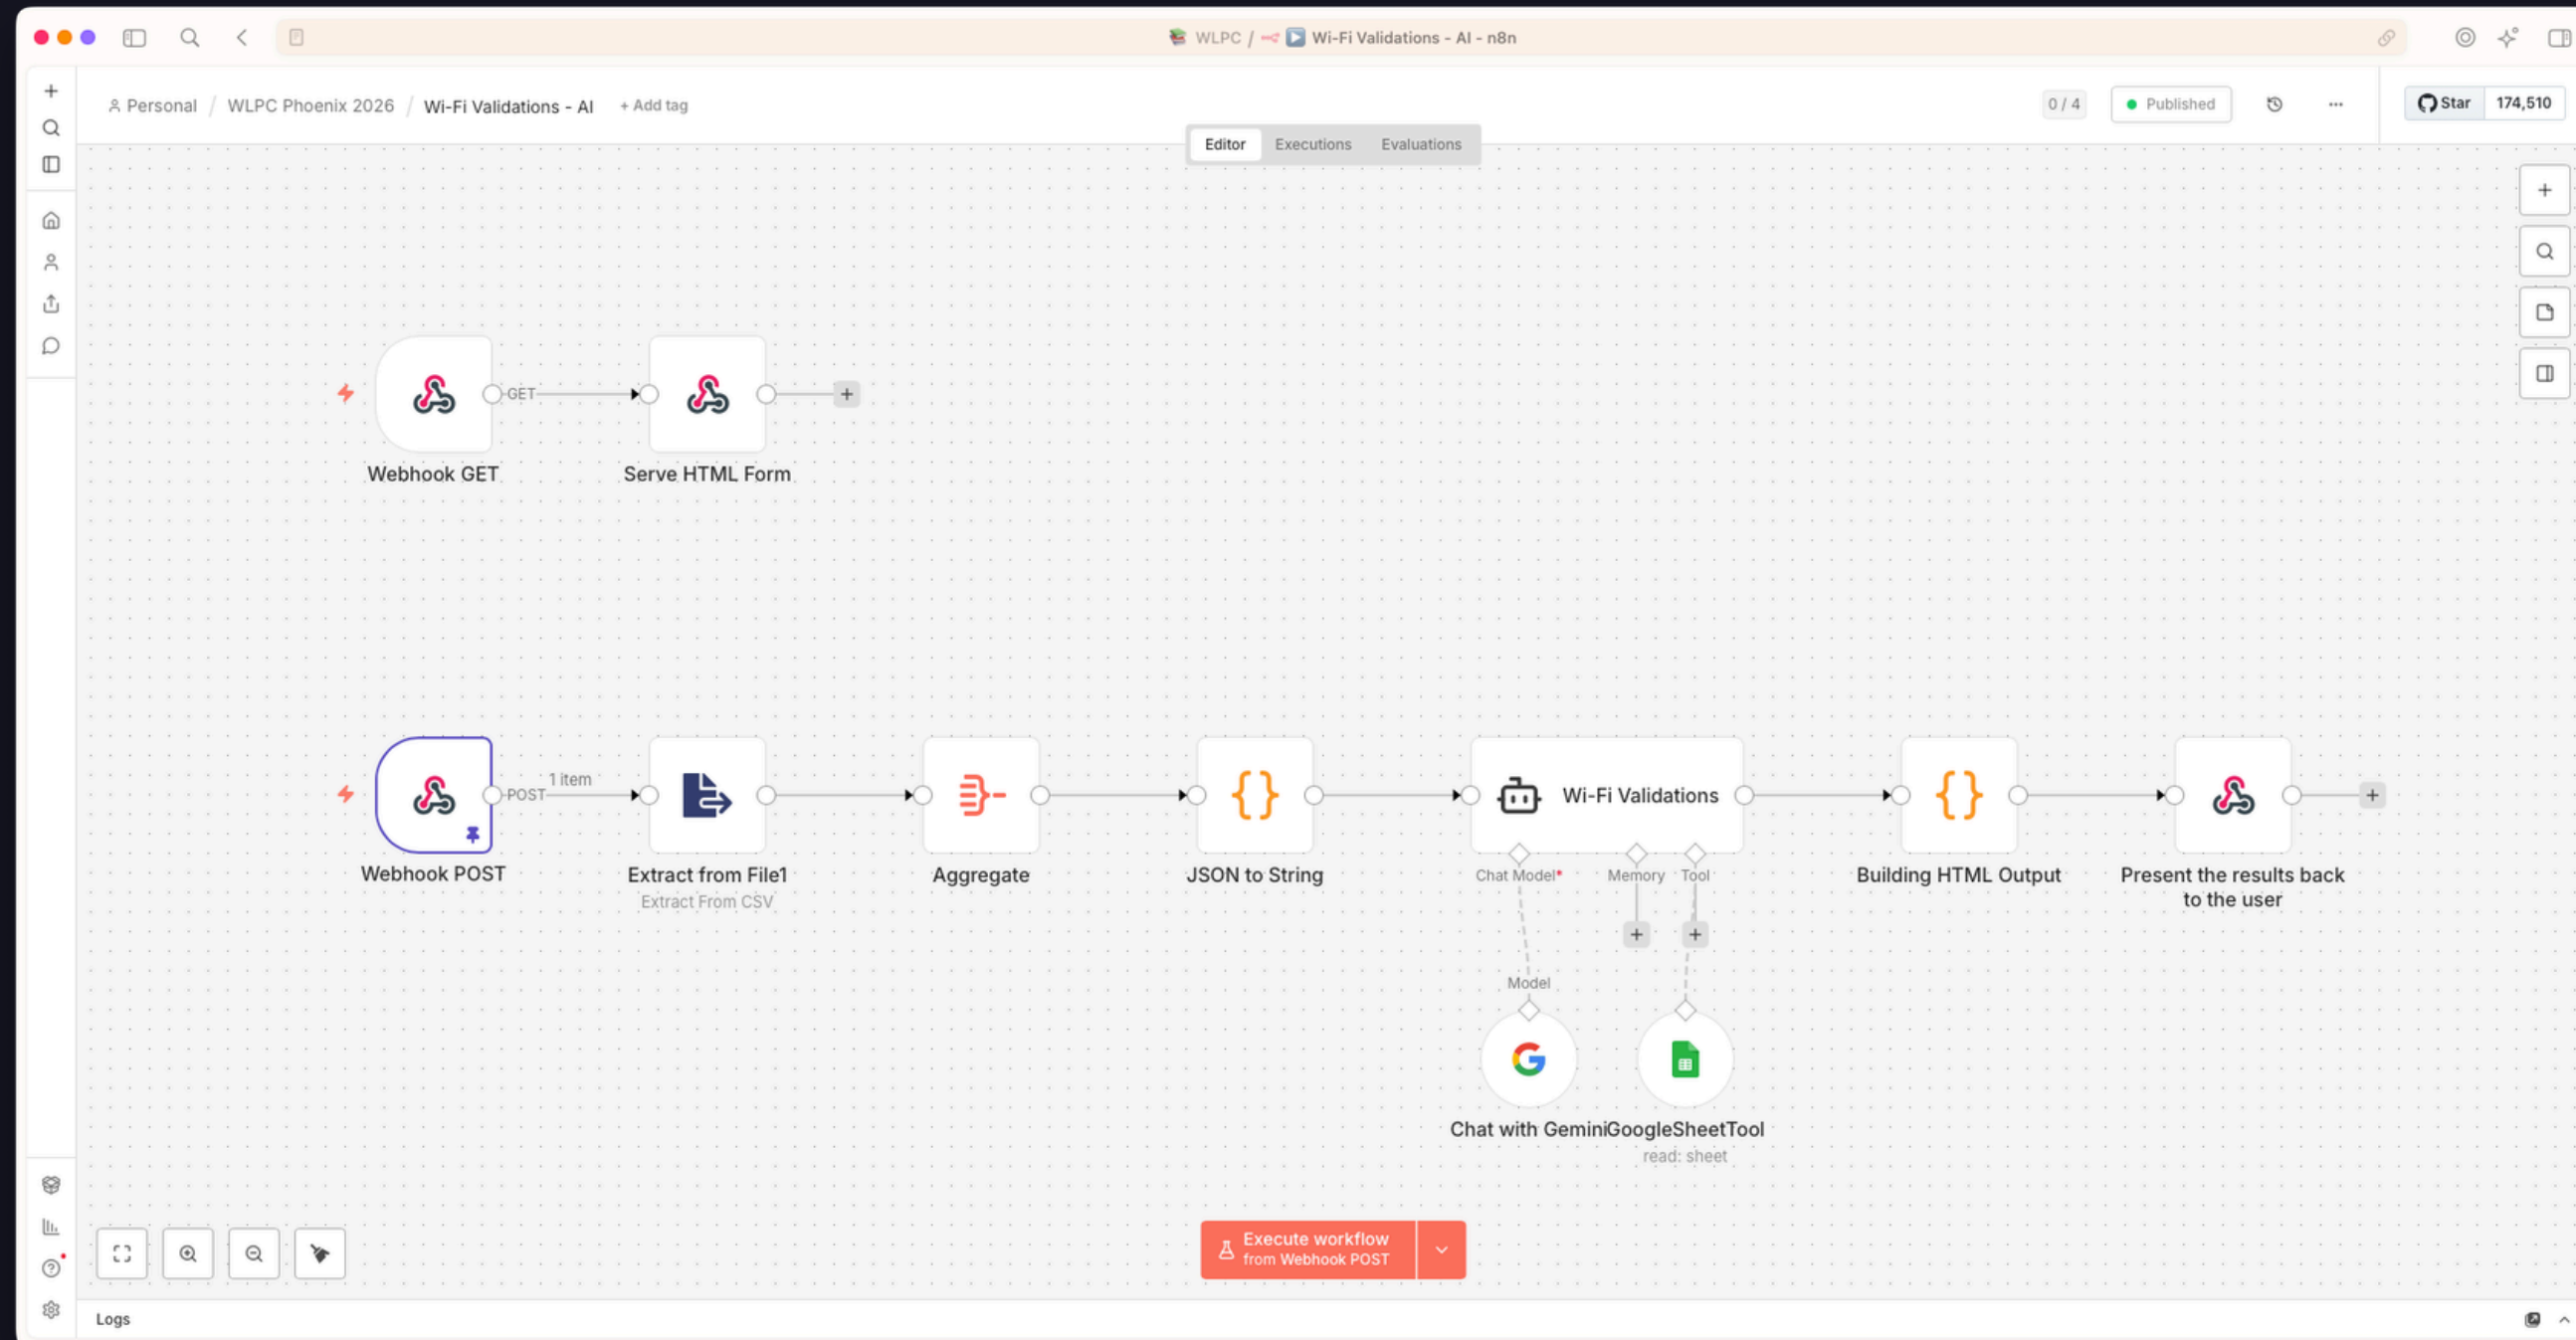 WLPC / Wi-Fi Validations - AI - n8n
Personal / WLPC Phoenix 2026 / Wi-Fi Validations - AI + Add tag
0 / 4
Published
Star 174,510
Editor Executions Evaluations
GET
Webhook GET
Serve HTML Form
1 item
POST
Wi-Fi Validations
Webhook POST
Extract from File1
Extract From CSV
Aggregate
JSON to String
Chat Model*
Memory
Tool
Building HTML Output
Present the results back
to the user
Model
Chat with Gemini
GoogleSheetTool
read: sheet
Execute workflow
from Webhook POST
Logs